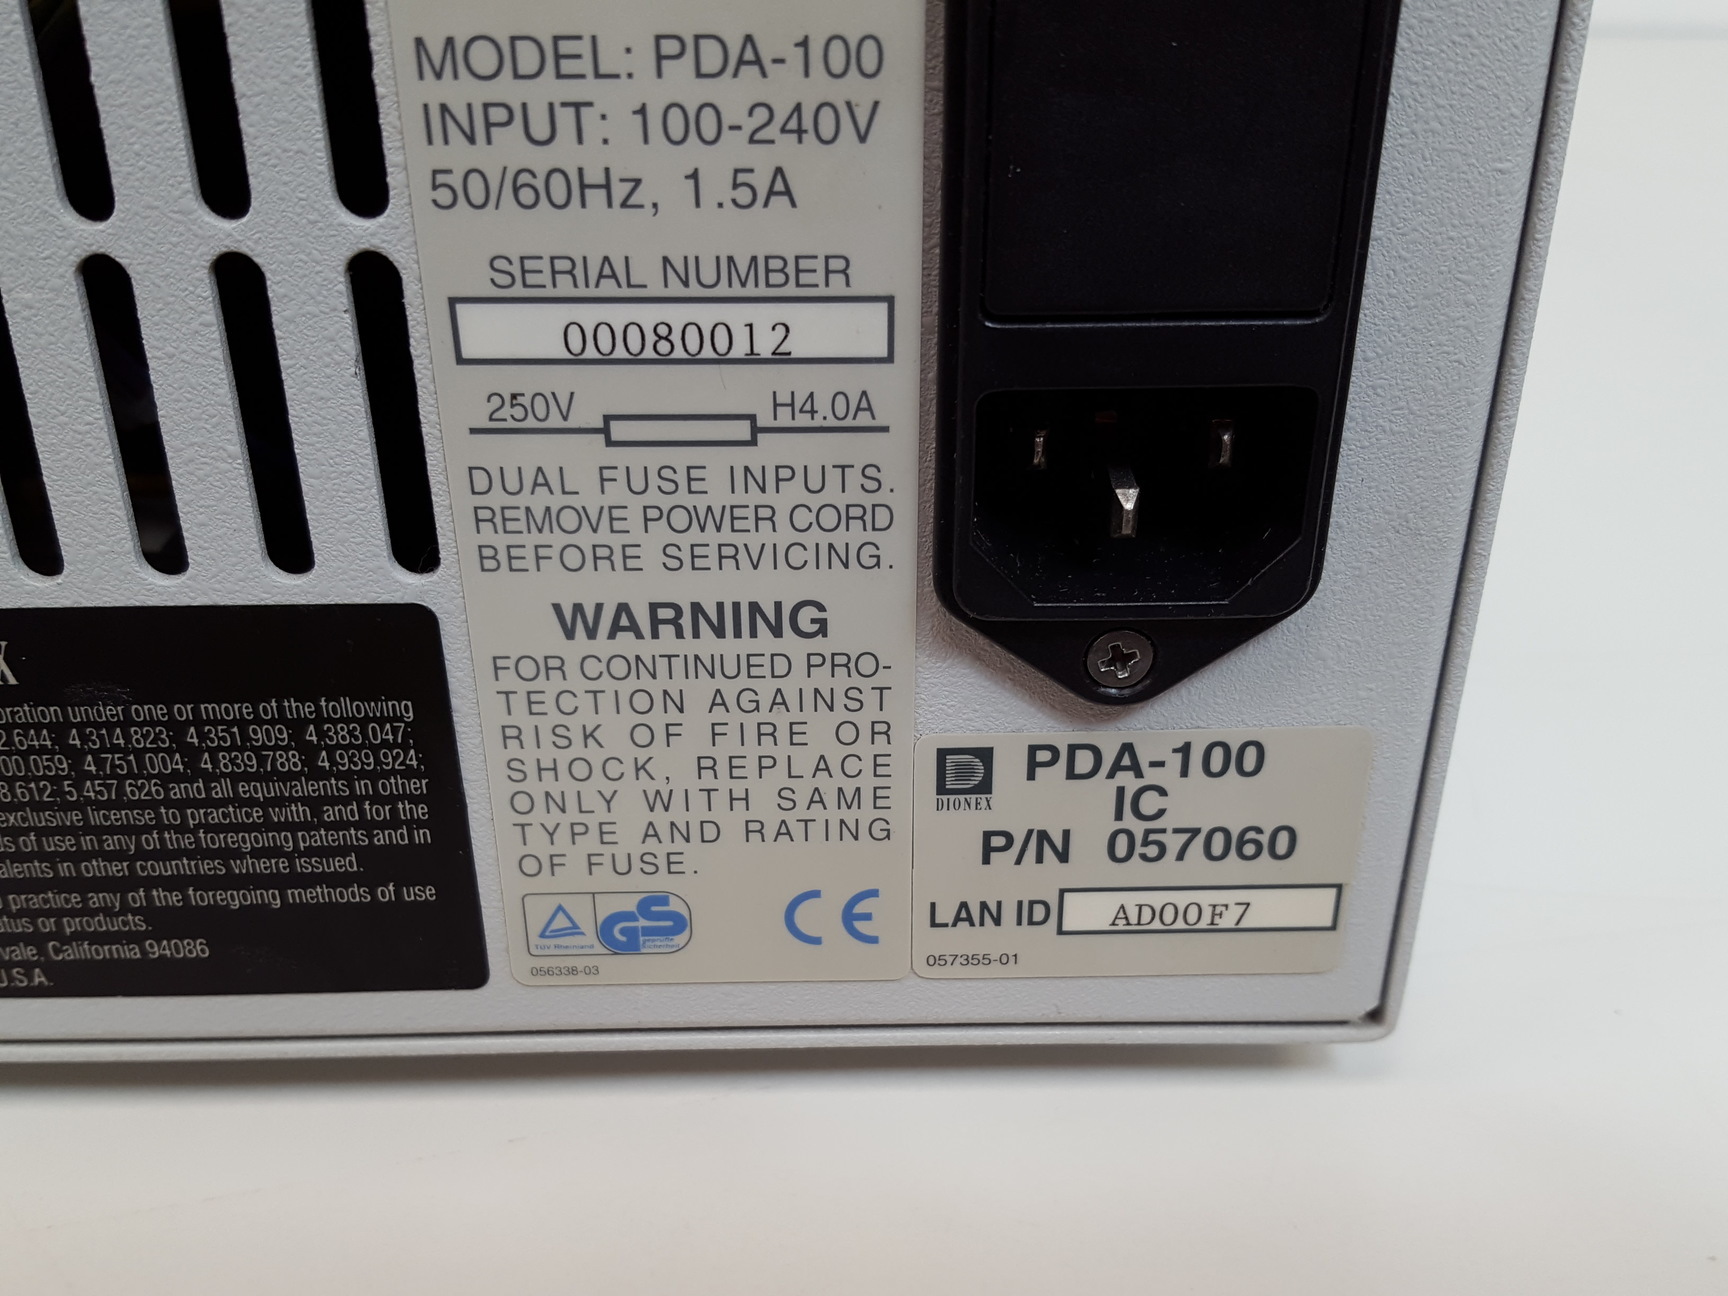 MODEL: PDA-100
INPUT: 100-240V
50/60Hz, 1.5A
SERIAL NUMBER
00080012
250V H4.0A
DUAL FUSE INPUTS.
REMOVE POWER CORD
BEFORE SERVICING.
WARNING
FOR CONTINUED PRO-
TECTION AGAINST
RISK OF FIRE OR
SHOCK, REPLACE
ONLY WITH SAME
TYPE AND RATING
OF FUSE.
TÜV Rheinland
GS
geprüfte
Sicherheit
CE
056338-03
X
oration under one or more of the following
2,644; 4,314,823; 4,351,909; 4,383,047;
00,059; 4,751,004; 4,839,788; 4,939,924;
8,612; 5,457,626 and all equivalents in other
exclusive license to practice with, and for the
ds of use in any of the foregoing patents and in
alents in other countries where issued.
practice any of the foregoing methods of use
atus or products.
vale, California 94086
U.S.A.
DIONEX
PDA-100
IC
P/N 057060
LAN ID AD00F7
057355-01